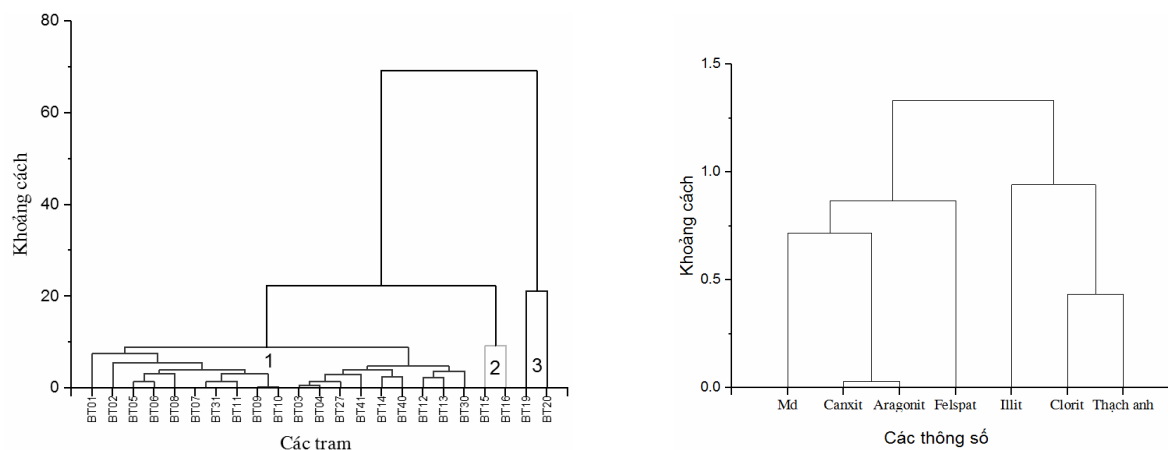 80
60
40
20
0
Khoảng cách
1
2
3
BT01 BT02 BT05 BT06 BT08 BT07 BT31 BT11 BT09 BT10 BT03 BT04 BT27 BT41 BT14 BT40 BT12 BT13 BT30 BT15 BT16 BT19 BT20
Các tram
1.5
1.0
0.5
0.0
Khoảng cách
Md Canxit Aragonit Felspat Illit Clorit Thạch anh
Các thông số